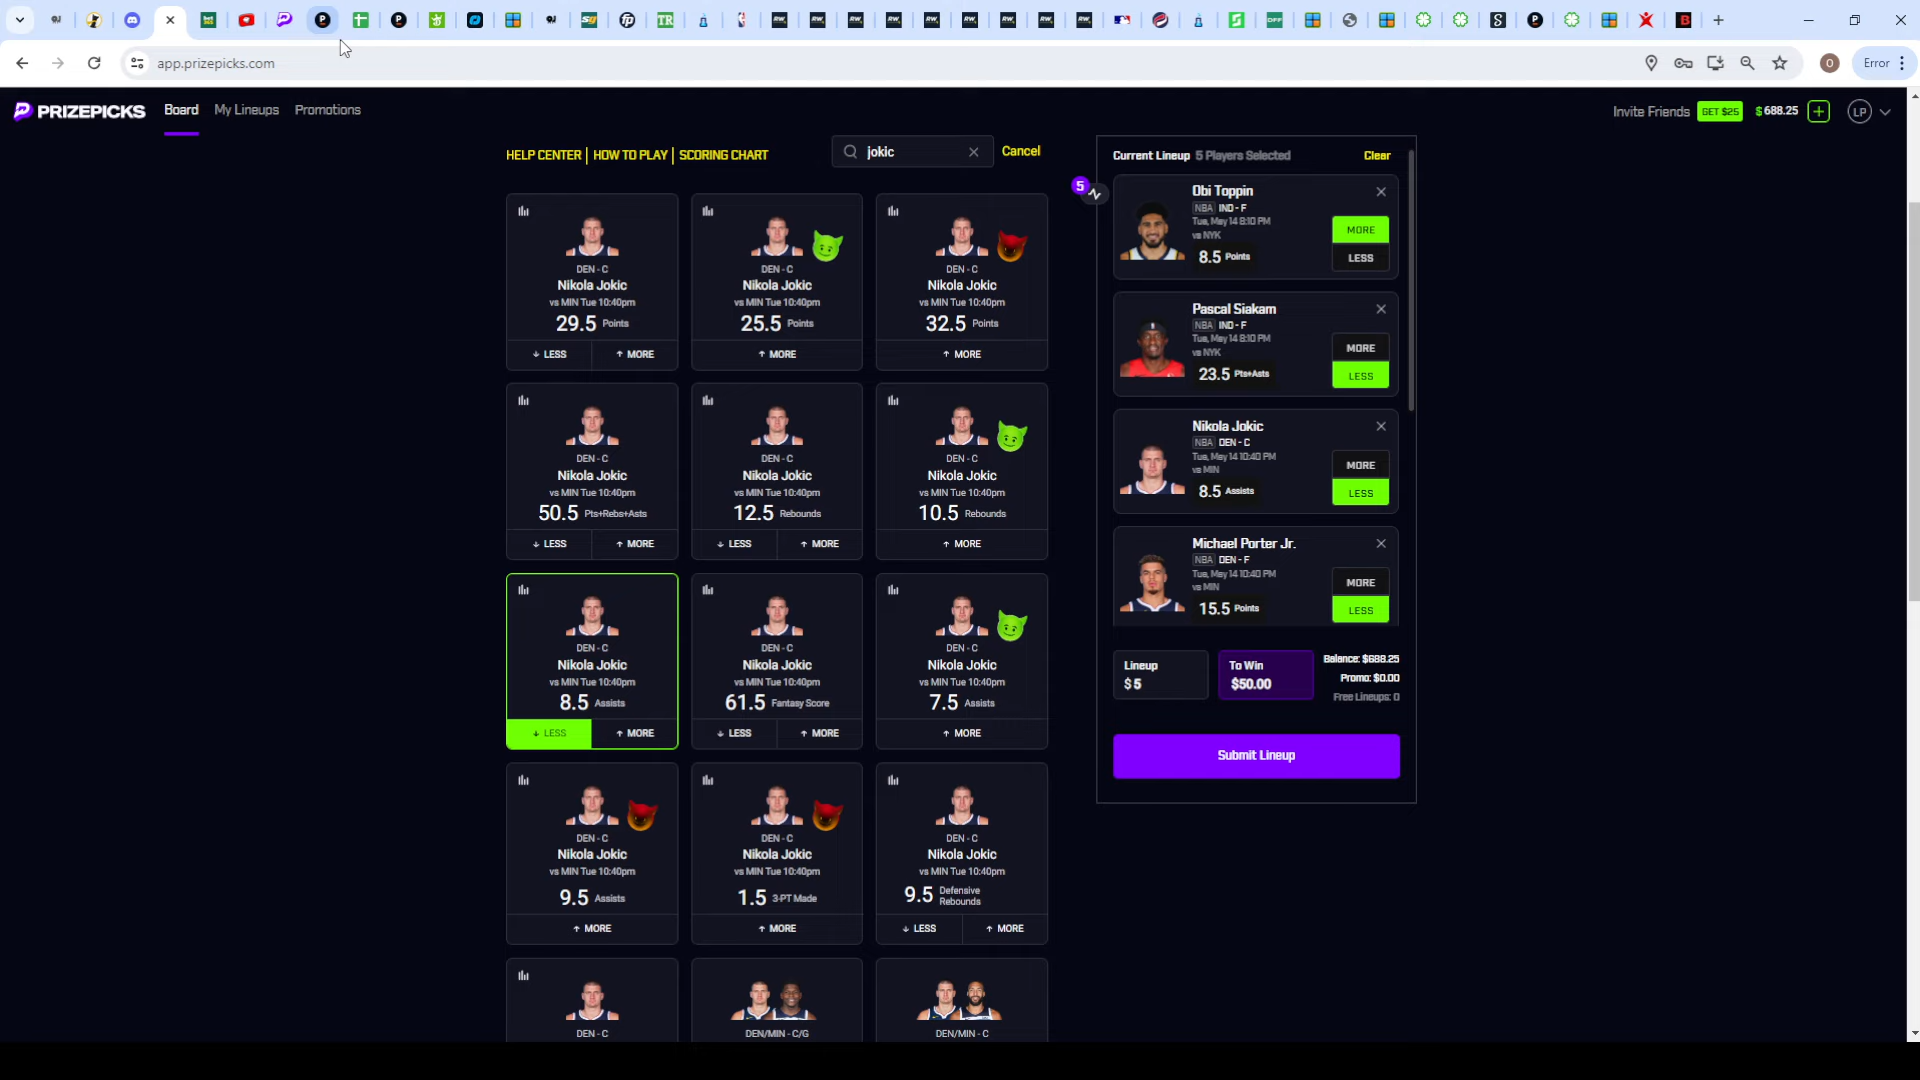 app.prizepicks.com
Error
PRIZEPICKS
Board
My Lineups
Promotions
Invite Friends
GET $25
$ 688.25
LP
HELP CENTER | HOW TO PLAY | SCORING CHART
jokic
Cancel
DEN - C
Nikola Jokic
vs MIN Tue 10:40pm
29.5 Points
LESS
MORE
DEN - C
Nikola Jokic
vs MIN Tue 10:40pm
25.5 Points
MORE
DEN - C
Nikola Jokic
vs MIN Tue 10:40pm
32.5 Points
MORE
DEN - C
Nikola Jokic
vs MIN Tue 10:40pm
50.5 Pts+Rebs+Asts
LESS
MORE
DEN - C
Nikola Jokic
vs MIN Tue 10:40pm
12.5 Rebounds
LESS
MORE
DEN - C
Nikola Jokic
vs MIN Tue 10:40pm
10.5 Rebounds
MORE
DEN - C
Nikola Jokic
vs MIN Tue 10:40pm
8.5 Assists
LESS
MORE
DEN - C
Nikola Jokic
vs MIN Tue 10:40pm
61.5 Fantasy Score
LESS
MORE
DEN - C
Nikola Jokic
vs MIN Tue 10:40pm
7.5 Assists
MORE
DEN - C
Nikola Jokic
vs MIN Tue 10:40pm
9.5 Assists
MORE
DEN - C
Nikola Jokic
vs MIN Tue 10:40pm
1.5 3-PT Made
MORE
DEN - C
Nikola Jokic
vs MIN Tue 10:40pm
9.5 Defensive
Rebounds
LESS
MORE
DEN - C
DEN/MIN - C/G
DEN/MIN - C
Current Lineup 5 Players Selected
Clear
5
Obi Toppin
NBA IND - F
Tue, May 14 8:10 PM
vs NYK
8.5 Points
MORE
LESS
Pascal Siakam
NBA IND - F
Tue, May 14 8:10 PM
vs NYK
23.5 Pts+Asts
MORE
LESS
Nikola Jokic
NBA DEN - C
Tue, May 14 10:40 PM
vs MIN
8.5 Assists
MORE
LESS
Michael Porter Jr.
NBA DEN - F
Tue, May 14 10:40 PM
vs MIN
15.5 Points
MORE
LESS
Lineup
$ 5
To Win
$50.00
Balance: $688.25
Promo: $0.00
Free Lineups: 0
Submit Lineup